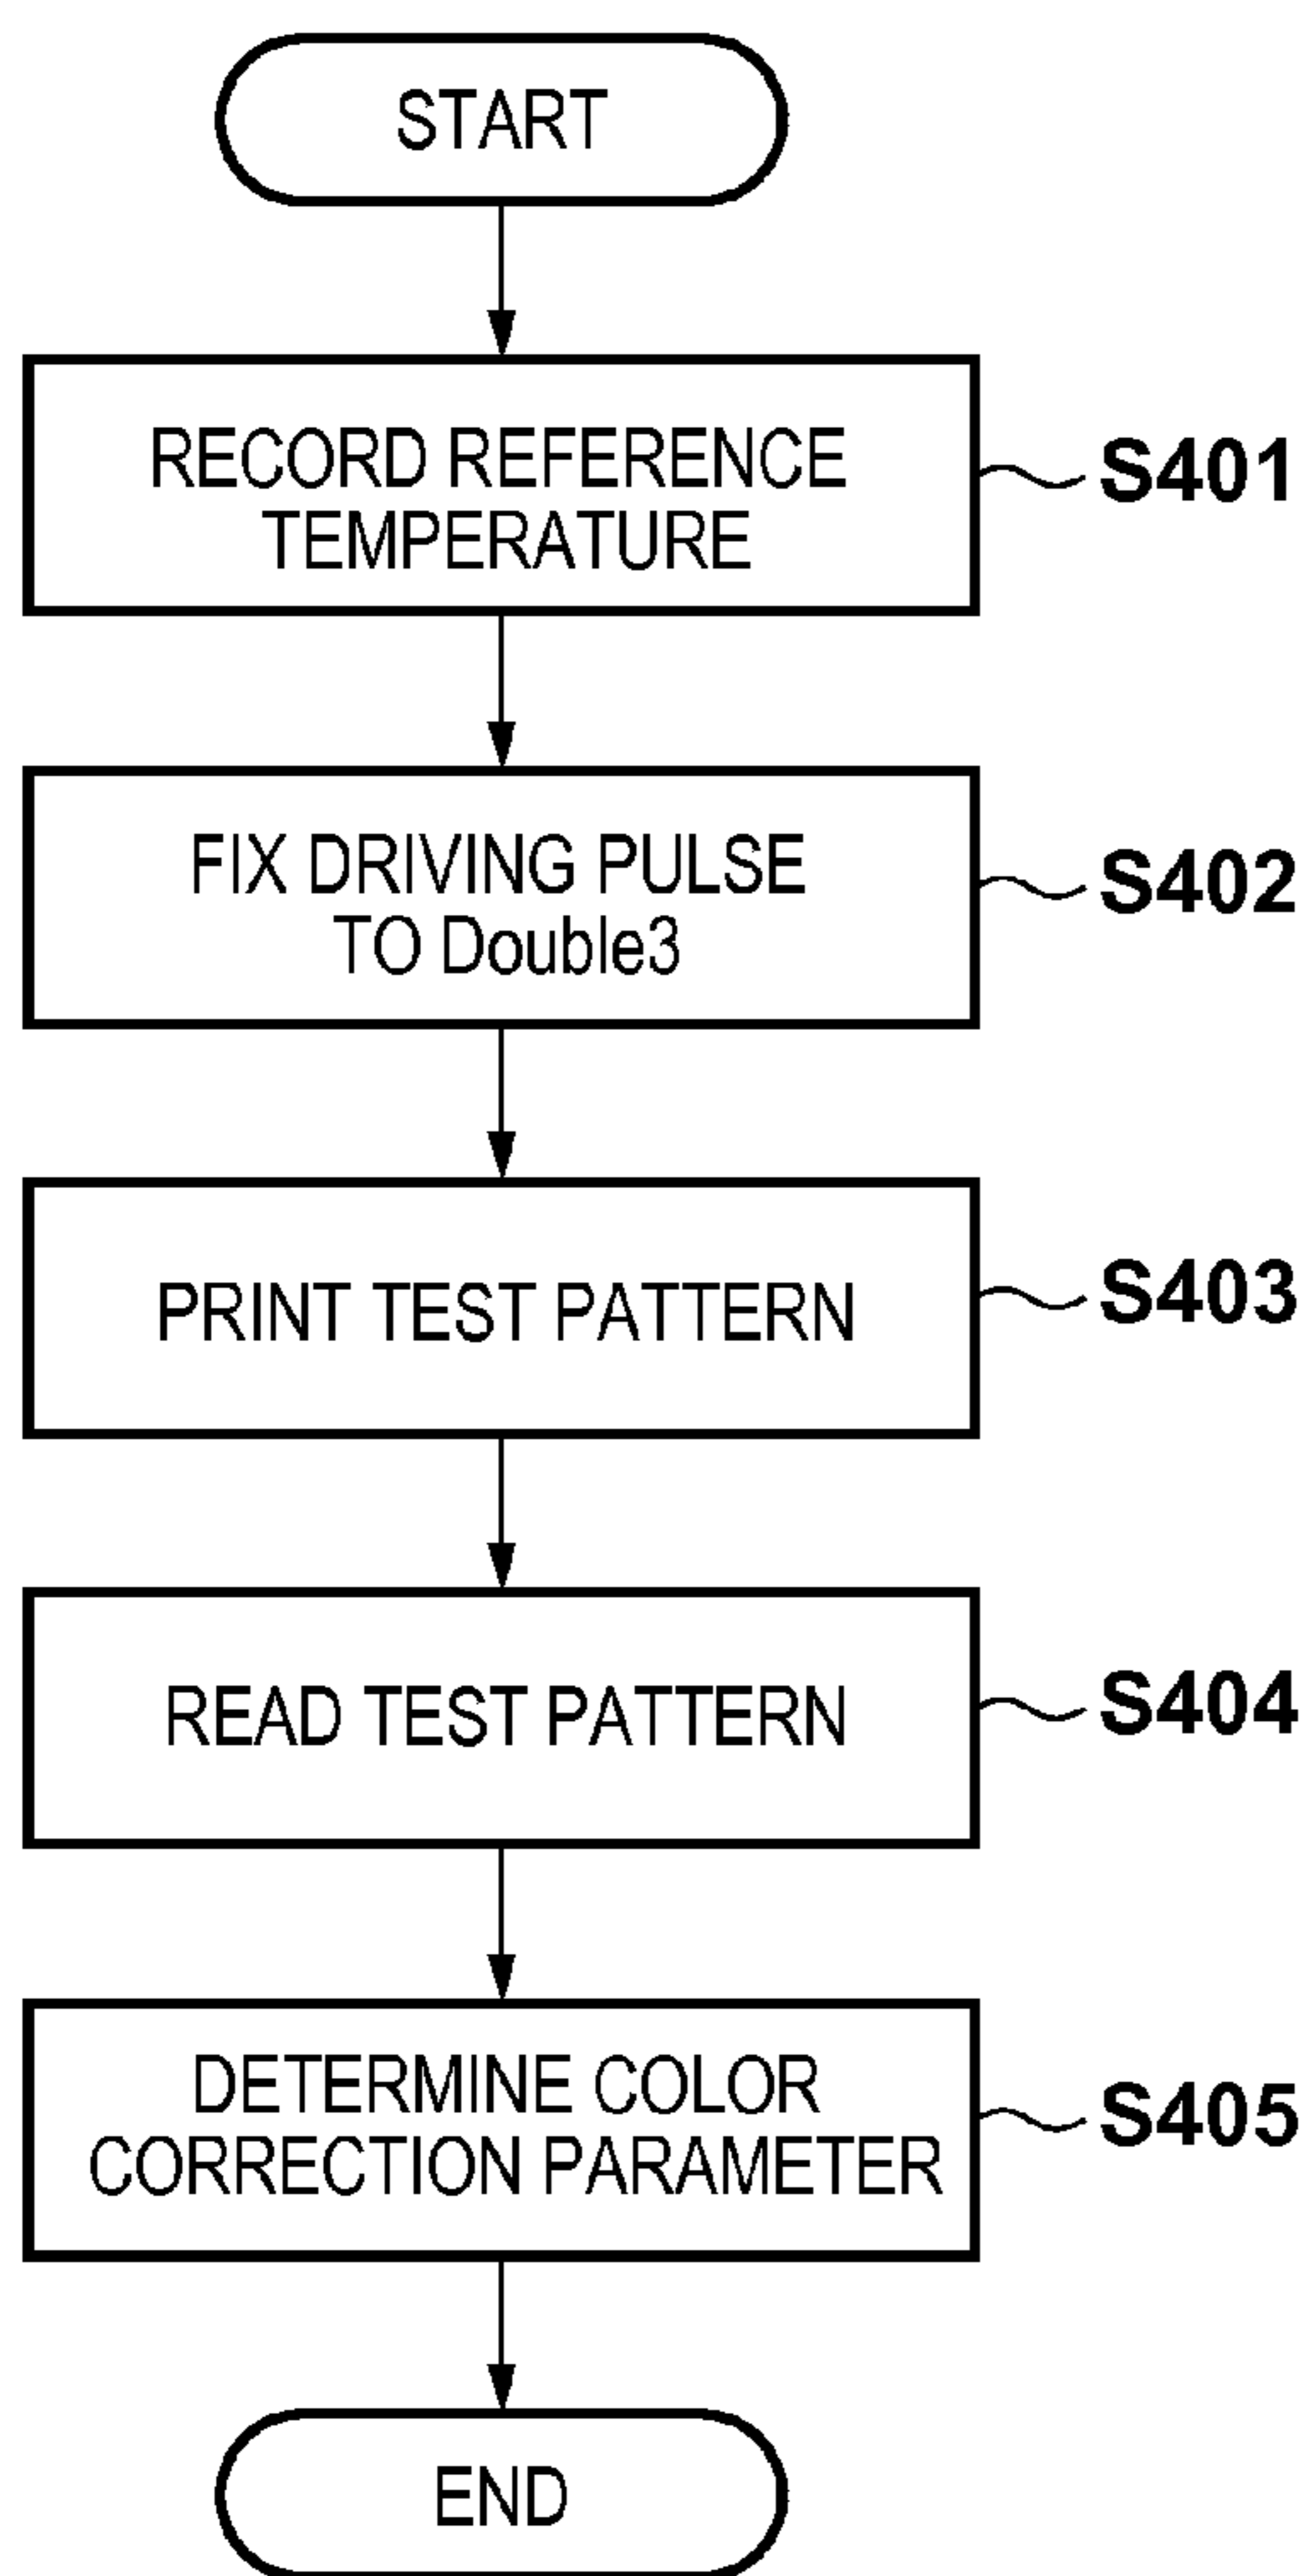 START
RECORD REFERENCE
TEMPERATURE
S401
FIX DRIVING PULSE
TO Double3
S402
PRINT TEST PATTERN
S403
READ TEST PATTERN
S404
DETERMINE COLOR
CORRECTION PARAMETER
S405
END